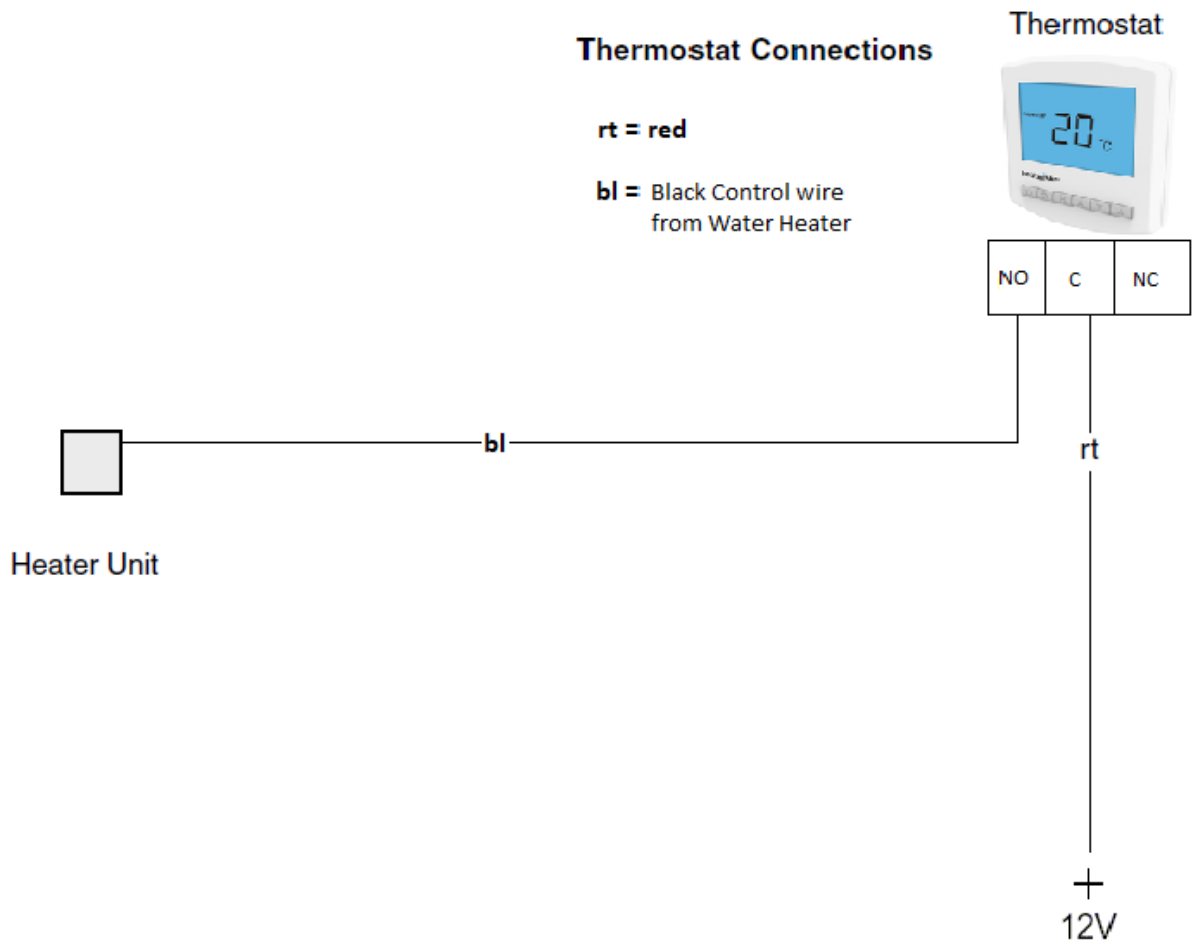 Thermostat
Thermostat Connections
rt = red
bl = Black Control wire
from Water Heater
20 °C
NO C NC
bl
rt
Heater Unit
+
12V